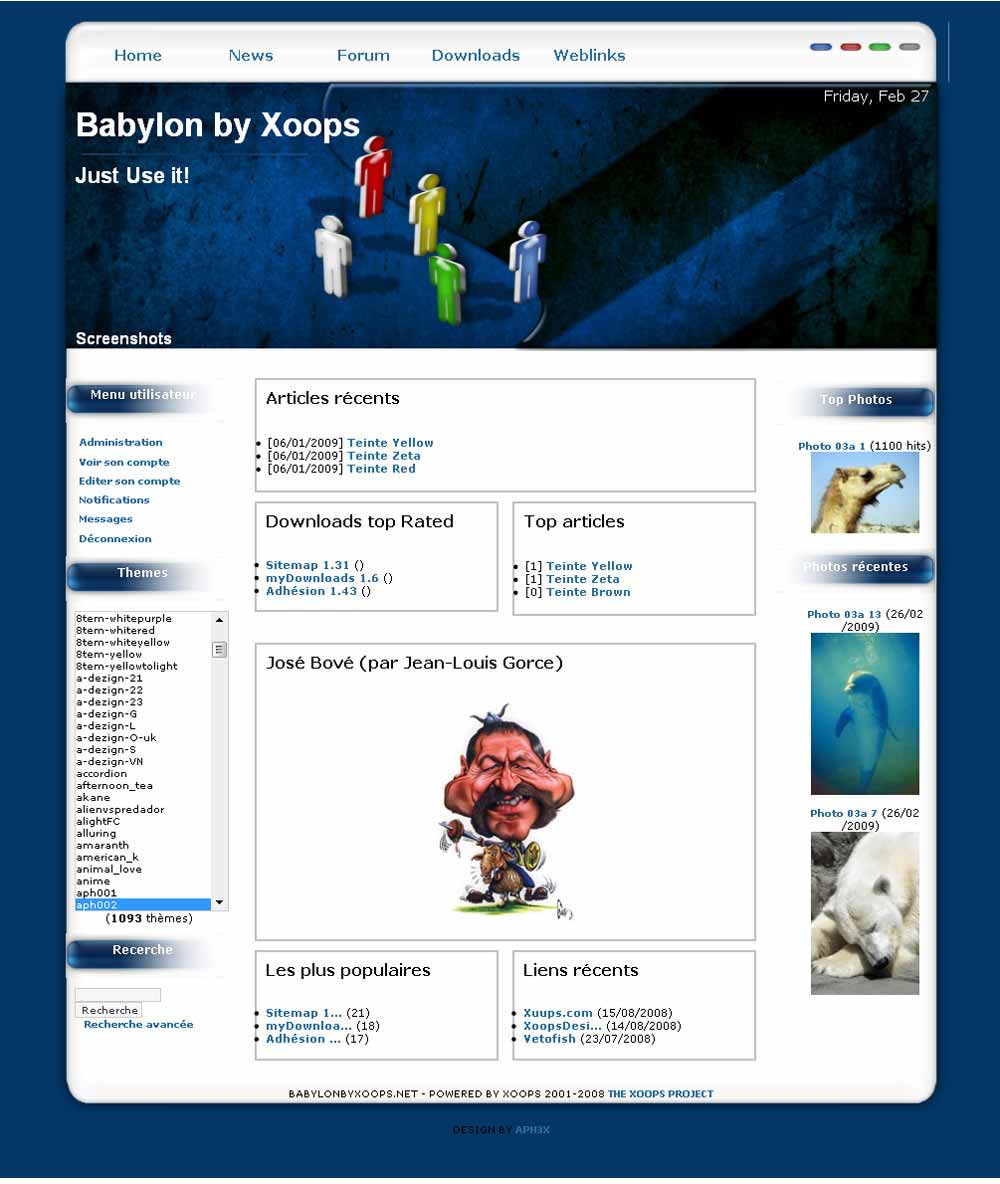 Home News Forum Downloads Weblinks
Friday, Feb 27
Babylon by Xoops
Just Use it!
Screenshots
Menu utilisateur
Administration
Voir son compte
Editer son compte
Notifications
Messages
Déconnexion
Themes
8tem-whitepurple
8tem-whitered
8tem-whiteyellow
8tem-yellow
8tem-yellowtolight
a-dezign-21
a-dezign-22
a-dezign-23
a-dezign-G
a-dezign-L
a-dezign-O-uk
a-dezign-S
a-dezign-VN
accordion
afternoon_tea
akane
alienvspredador
alightFC
alluring
amaranth
american_k
animal_love
anime
aph001
aph002
(1093 thèmes)
Recerche
Recherche
Recherche avancée
Articles récents
[06/01/2009] Teinte Yellow
[06/01/2009] Teinte Zeta
[06/01/2009] Teinte Red
Downloads top Rated
Sitemap 1.31 ()
myDownloads 1.6 ()
Adhésion 1.43 ()
Top articles
[1] Teinte Yellow
[1] Teinte Zeta
[0] Teinte Brown
José Bové (par Jean-Louis Gorce)
Les plus populaires
Sitemap 1... (21)
myDownloa... (18)
Adhésion ... (17)
Liens récents
Xuups.com (15/08/2008)
XoopsDesi... (14/08/2008)
Vetofish (23/07/2008)
Top Photos
Photo 03a 1 (1100 hits)
Photos récentes
Photo 03a 13 (26/02
/2009)
Photo 03a 7 (26/02
/2009)
BABYLONBYXOOPS.NET - POWERED BY XOOPS 2001-2008 THE XOOPS PROJECT
DESIGN BY APH3X